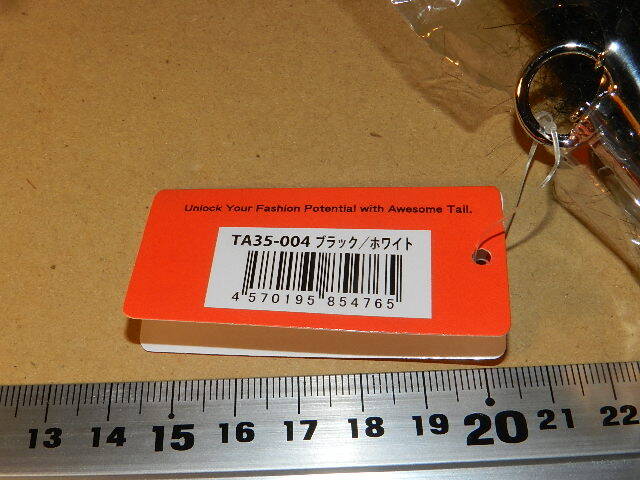 Unlock Your Fashion Potential with Awesome Tail.
TA35-004 ブラック／ホワイト
4 570195 854765
13 14 15 16 17 18 19 20 21 22